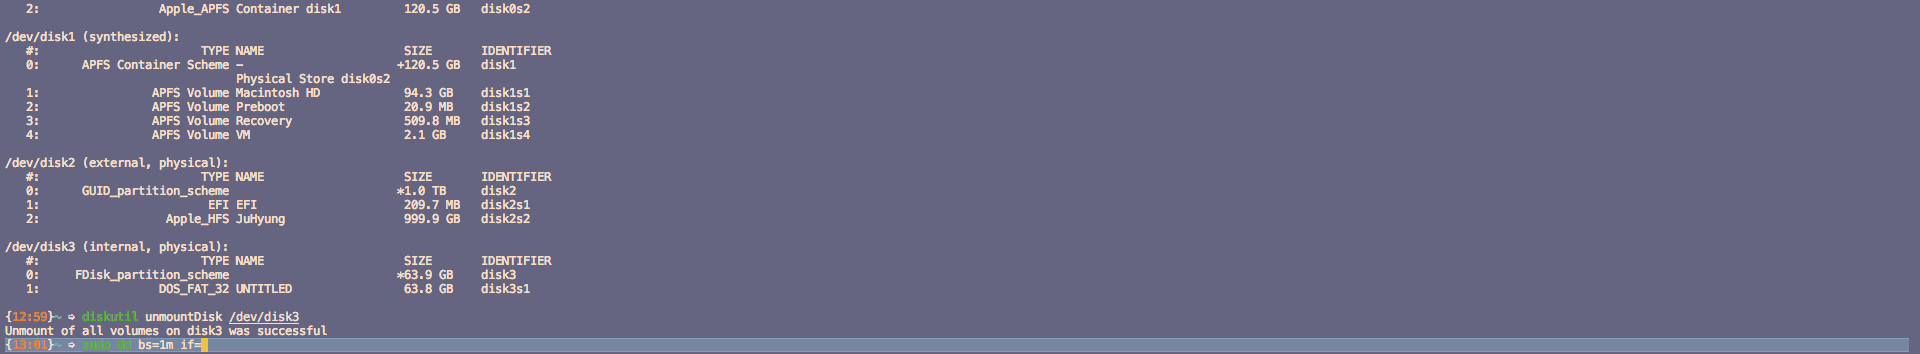 2: Apple_APFS Container disk1 120.5 GB disk0s2
/dev/disk1 (synthesized):
#: TYPE NAME SIZE IDENTIFIER
0: APFS Container Scheme - +120.5 GB disk1
Physical Store disk0s2
1: APFS Volume Macintosh HD 94.3 GB disk1s1
2: APFS Volume Preboot 20.9 MB disk1s2
3: APFS Volume Recovery 509.8 MB disk1s3
4: APFS Volume VM 2.1 GB disk1s4
/dev/disk2 (external, physical):
#: TYPE NAME SIZE IDENTIFIER
0: GUID_partition_scheme *1.0 TB disk2
1: EFI EFI 209.7 MB disk2s1
2: Apple_HFS JuHyung 999.9 GB disk2s2
/dev/disk3 (internal, physical):
#: TYPE NAME SIZE IDENTIFIER
0: FDisk_partition_scheme *63.9 GB disk3
1: DOS_FAT_32 UNTITLED 63.8 GB disk3s1
{12:59}~ ➩ diskutil unmountDisk /dev/disk3
Unmount of all volumes on disk3 was successful
{13:01}~ ➩ sudo dd bs=1m if=